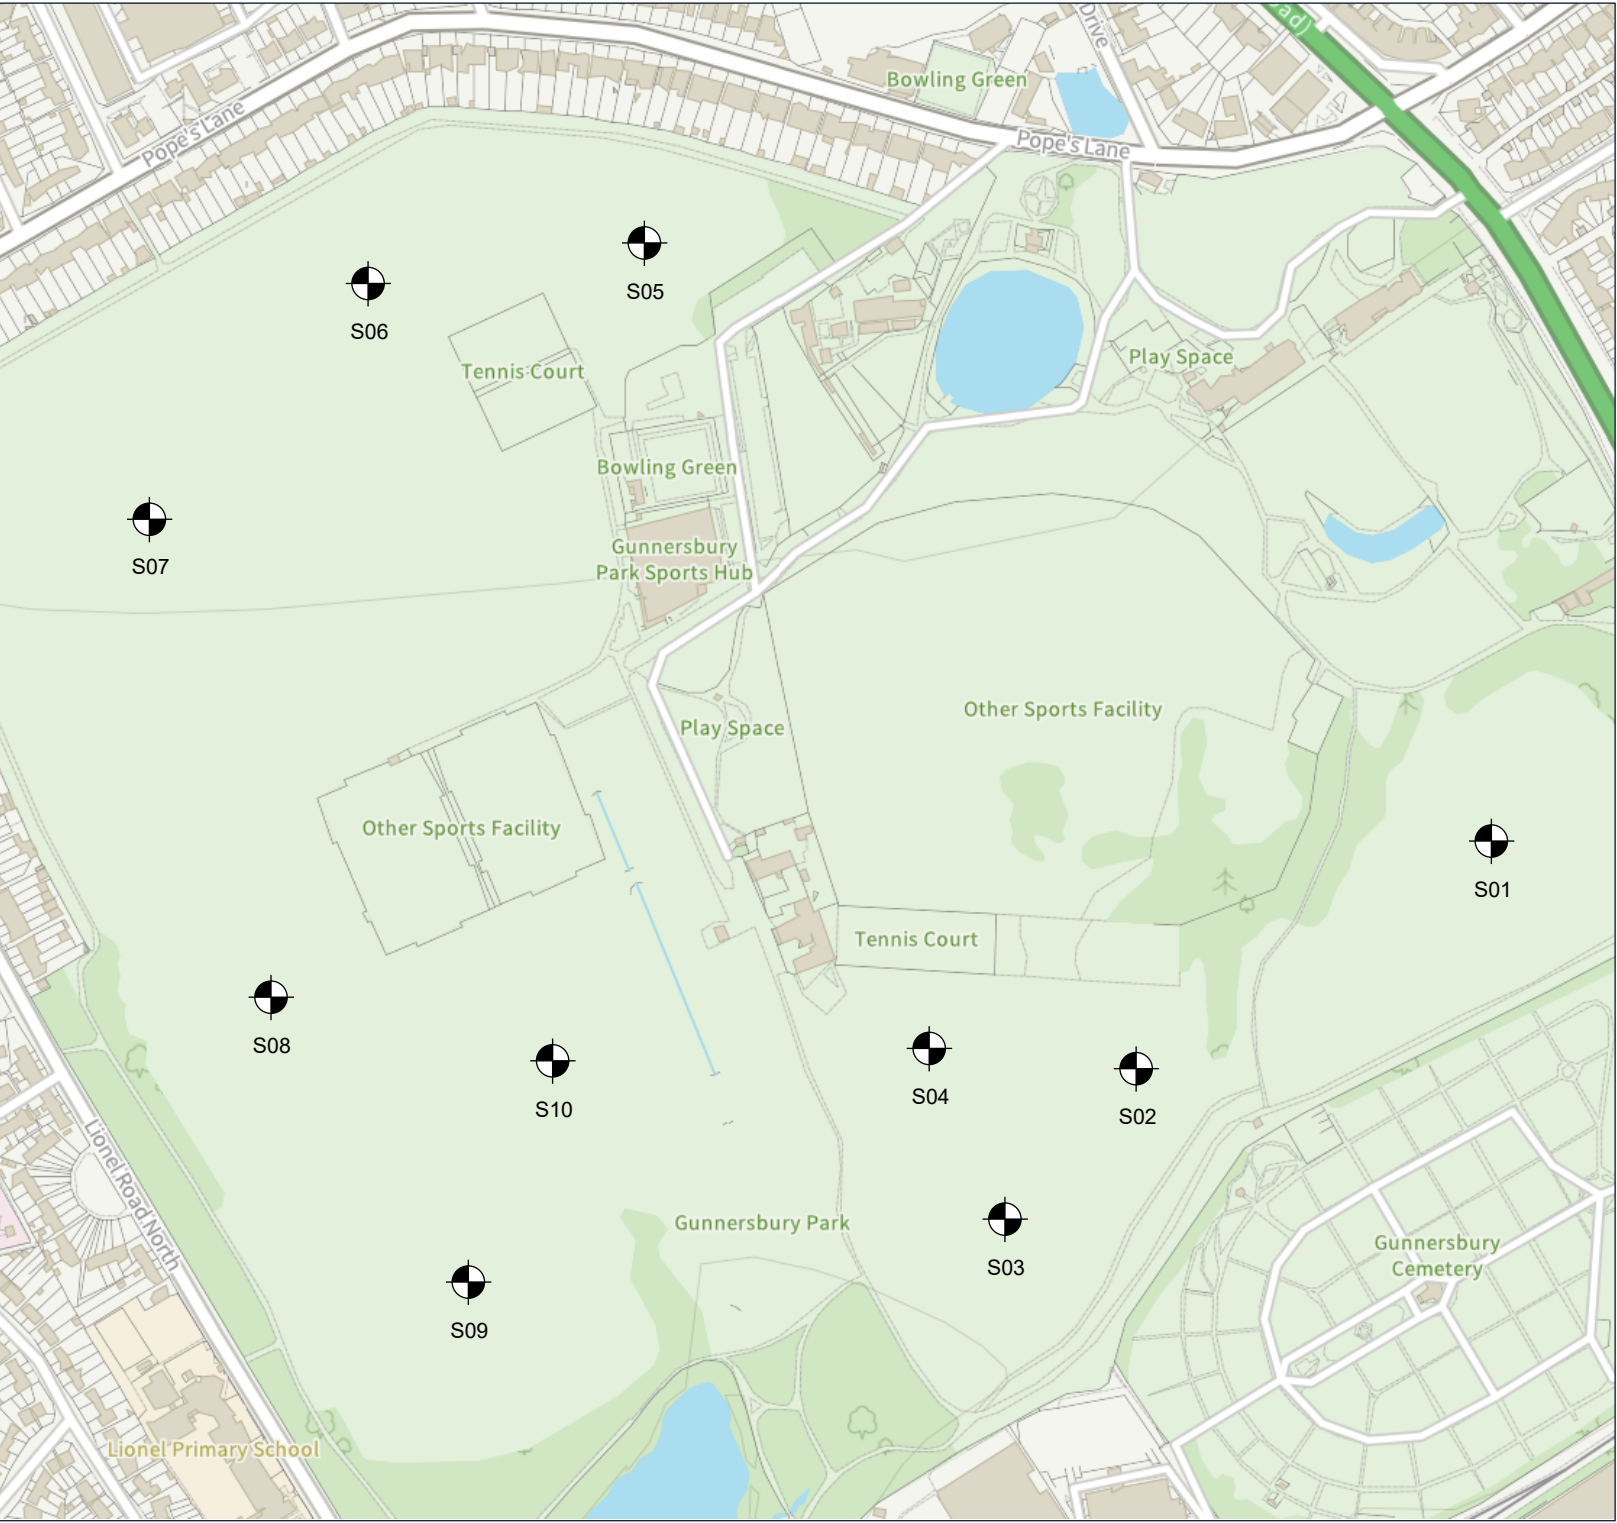 ad)
Drive
Bowling Green
Pope's Lane
Pope's Lane
S05
S06
Tennis Court
Play Space
Bowling Green
S07
Gunnersbury
Park Sports Hub
Other Sports Facility
Play Space
Other Sports Facility
S01
Tennis Court
S08
S10
S04
S02
Lionel Road North
Gunnersbury Park
S03
Gunnersbury
Cemetery
S09
Lionel Primary School